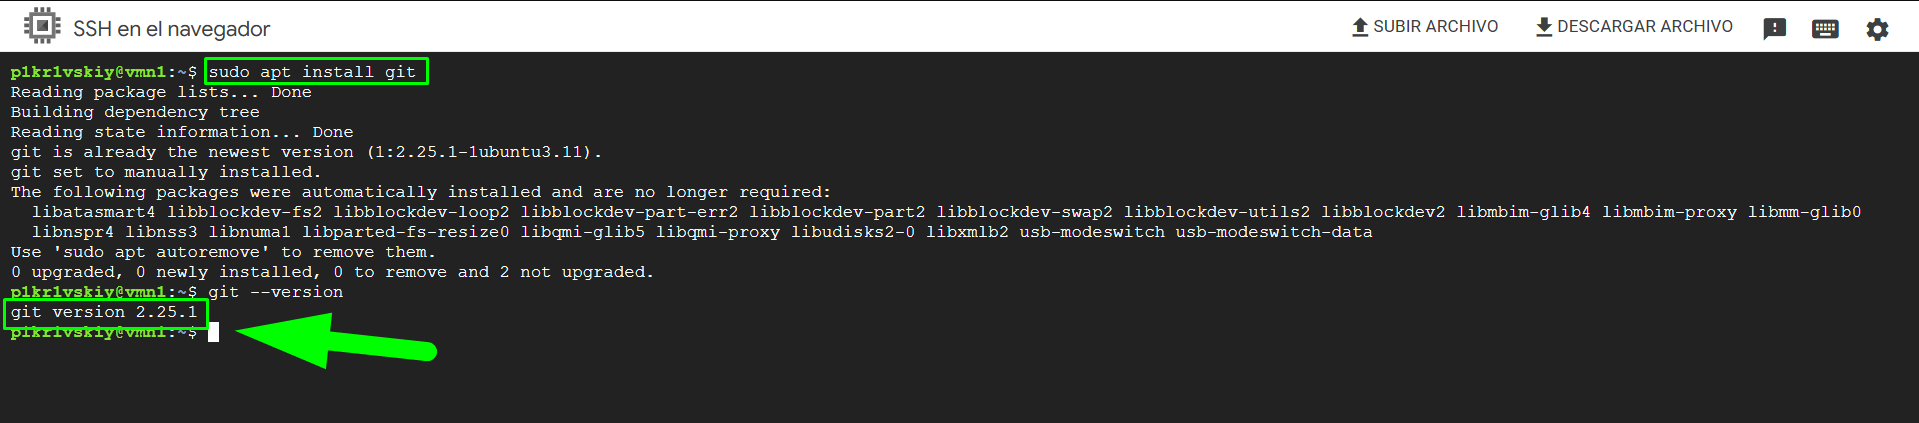 SSH en el navegador
SUBIR ARCHIVO
DESCARGAR ARCHIVO
p1kr1vskiy@vmn1:~$ sudo apt install git
Reading package lists... Done
Building dependency tree
Reading state information... Done
git is already the newest version (1:2.25.1-1ubuntu3.11).
git set to manually installed.
The following packages were automatically installed and are no longer required:
  libatasmart4 libblockdev-fs2 libblockdev-loop2 libblockdev-part-err2 libblockdev-part2 libblockdev-swap2 libblockdev-utils2 libblockdev2 libmbim-glib4 libmbim-proxy libmm-glib0
  libnspr4 libnss3 libnuma1 libparted-fs-resize0 libqmi-glib5 libqmi-proxy libudisks2-0 libxmlb2 usb-modeswitch usb-modeswitch-data
Use 'sudo apt autoremove' to remove them.
0 upgraded, 0 newly installed, 0 to remove and 2 not upgraded.
p1kr1vskiy@vmn1:~$ git --version
git version 2.25.1
p1kr1vskiy@vmn1:~$